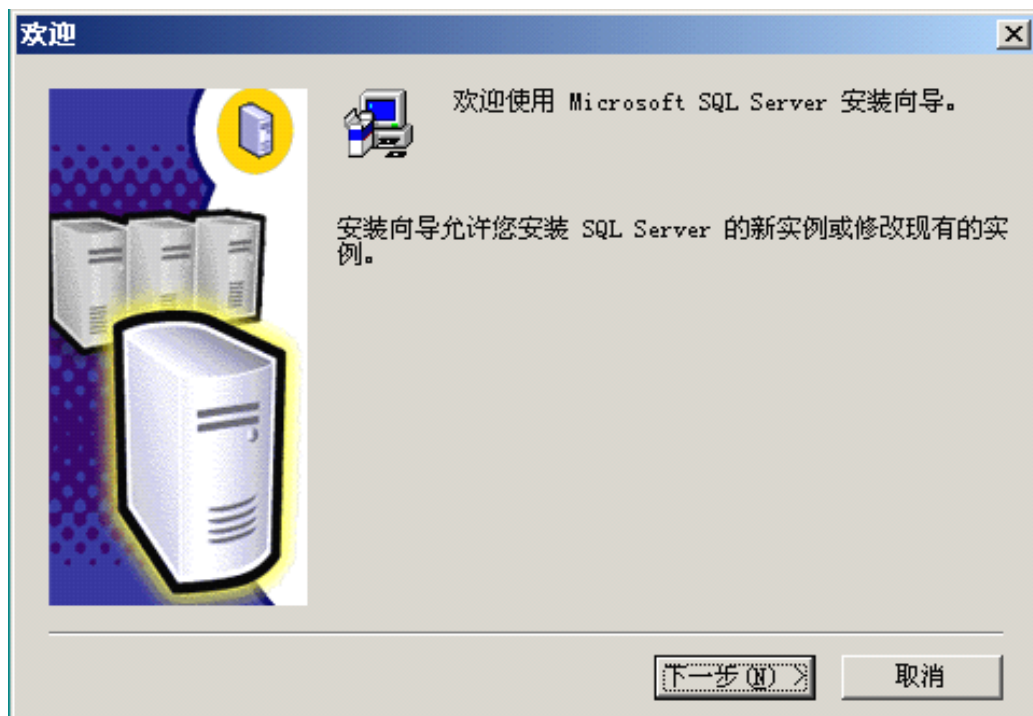 欢迎
欢迎使用 Microsoft SQL Server 安装向导。
安装向导允许您安装 SQL Server 的新实例或修改现有的实
例。
下一步(N) >
取消